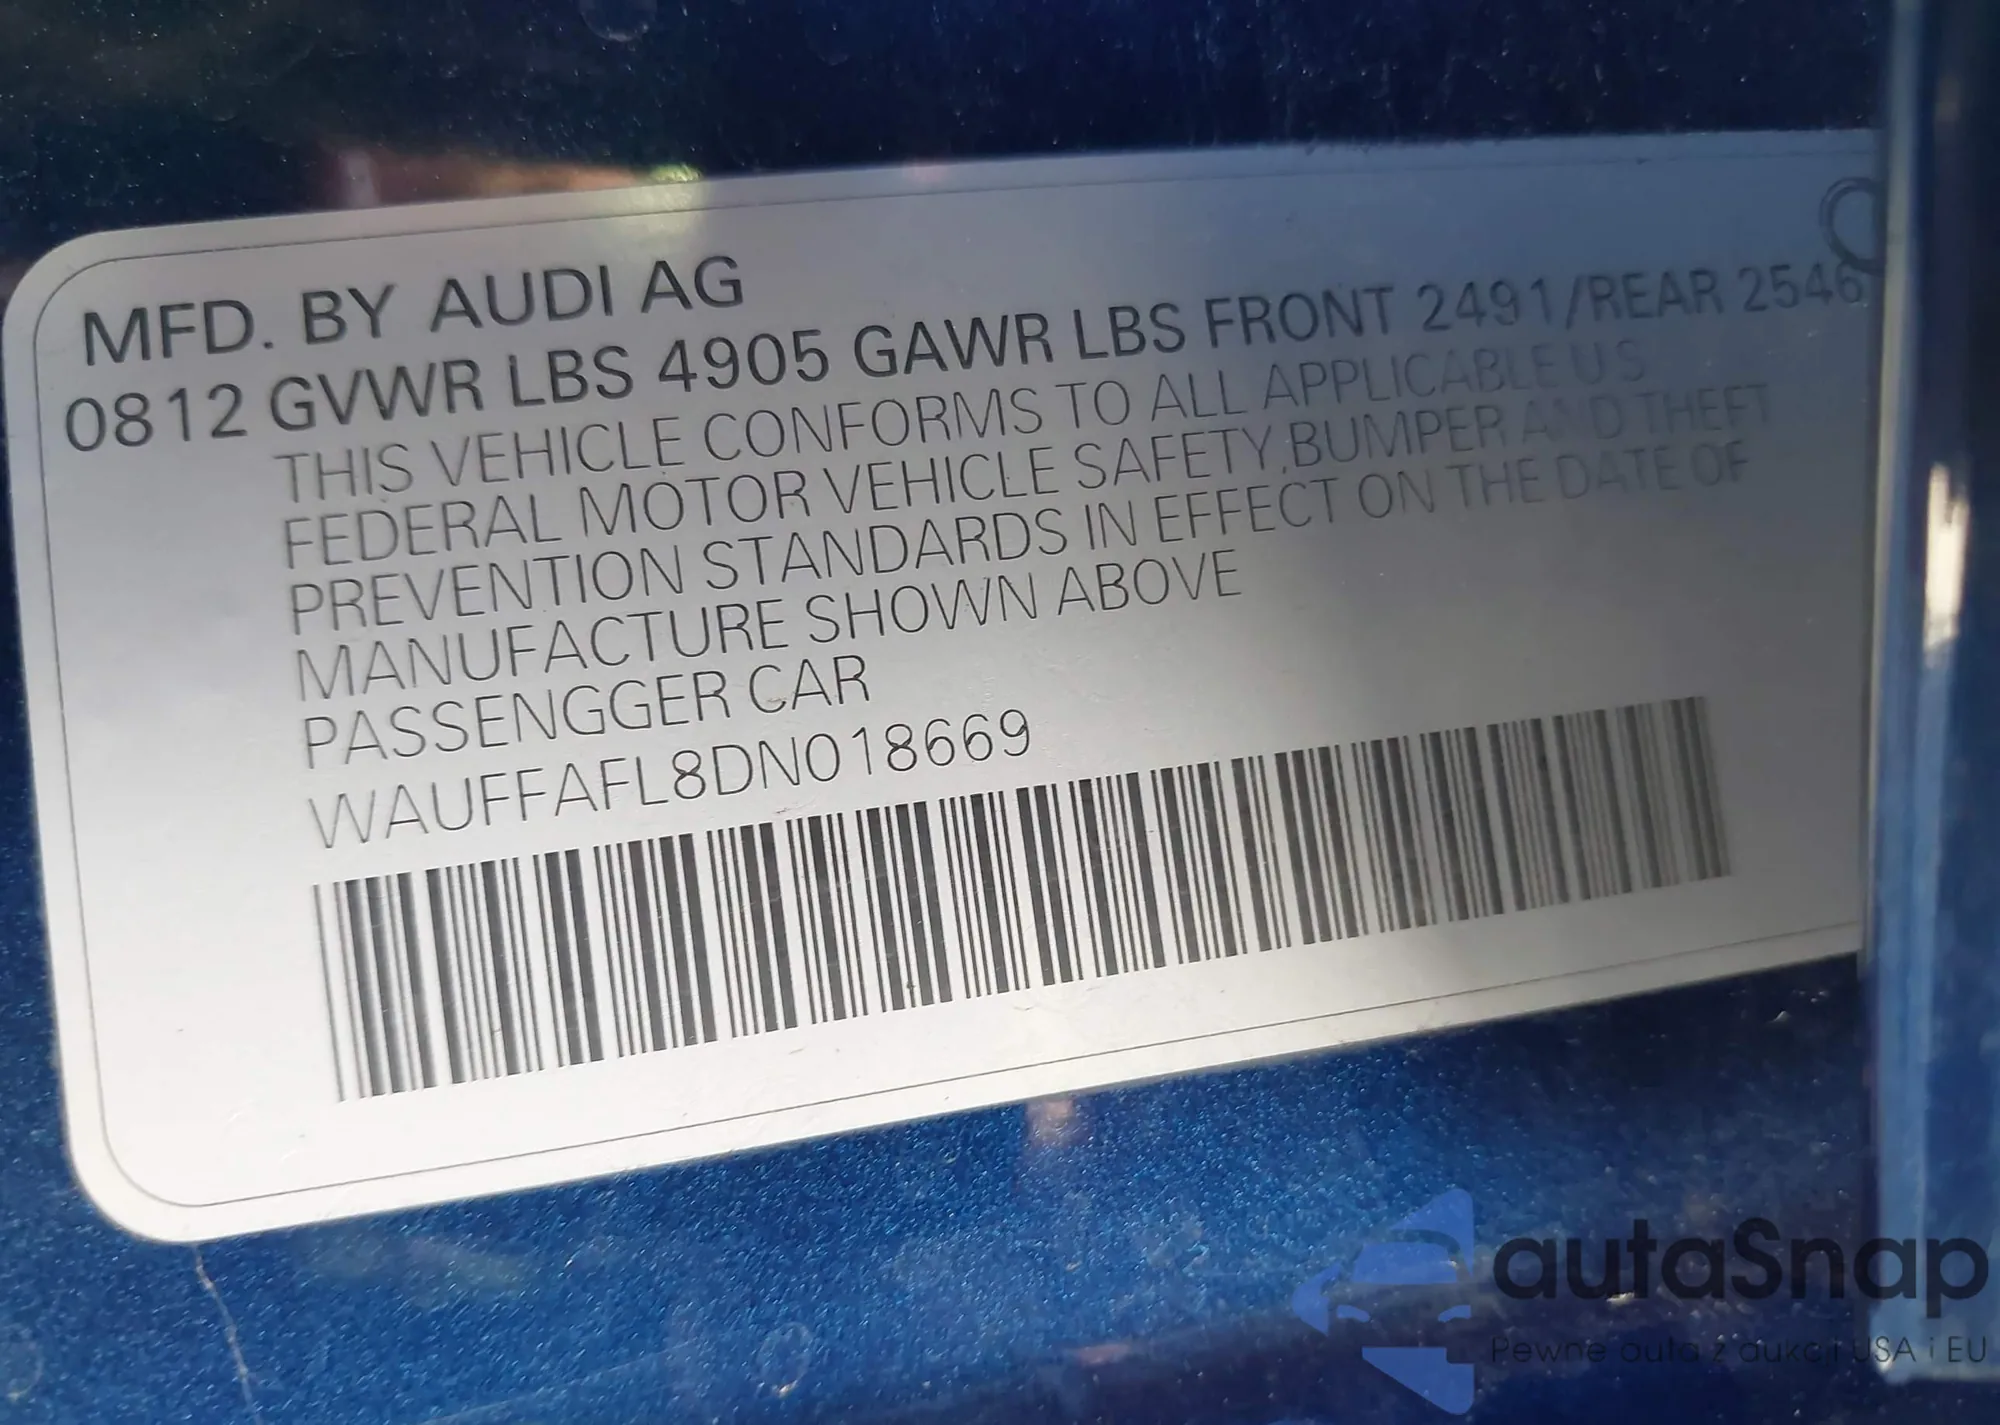 MFD. BY AUDI AG
0812 GVWR LBS 4905 GAWR LBS FRONT 2491/REAR 2546
THIS VEHICLE CONFORMS TO ALL APPLICABLE US
FEDERAL MOTOR VEHICLE SAFETY,BUMPER AND THEFT
PREVENTION STANDARDS IN EFFECT ON THE DATE OF
MANUFACTURE SHOWN ABOVE
PASSENGGER CAR
WAUFFAFL8DN018669
autaSnap
Pewne auta z aukcji USA i EU